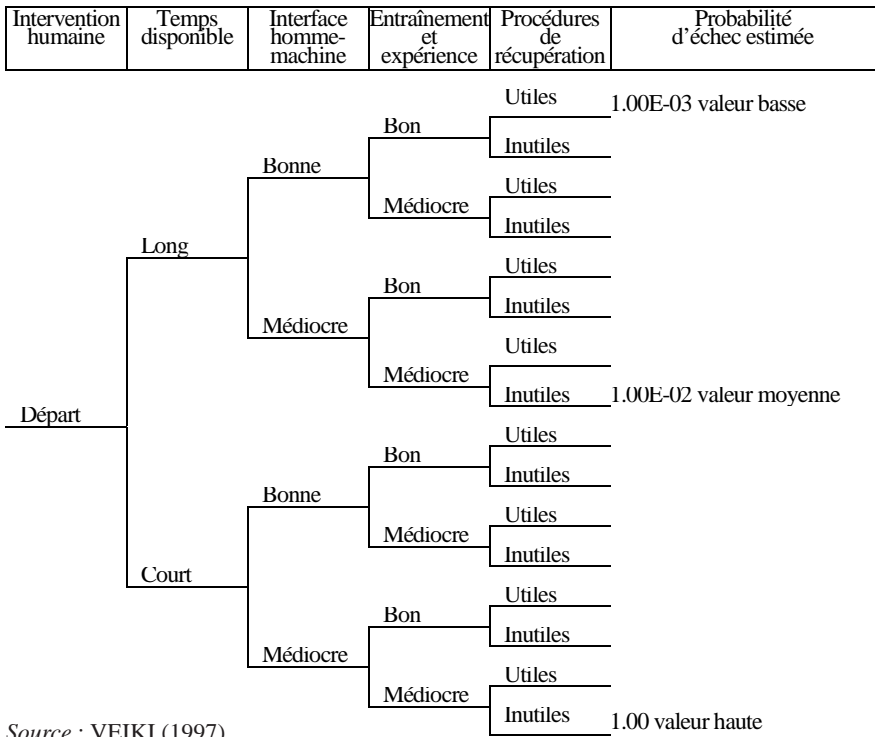 Intervention humaine
Temps disponible
Interface homme-machine
Entraînement et expérience
Procédures de récupération
Probabilité d'échec estimée
Utiles 1.00E-03 valeur basse
Bon
Inutiles
Bonne
Utiles
Médiocre
Inutiles
Long
Utiles
Bon
Inutiles
Médiocre
Utiles
Médiocre
Inutiles 1.00E-02 valeur moyenne
Départ
Utiles
Bon
Inutiles
Bonne
Utiles
Médiocre
Inutiles
Court
Utiles
Bon
Inutiles
Médiocre
Utiles
Médiocre
Inutiles 1.00 valeur haute
Source : VEIKI (1997)